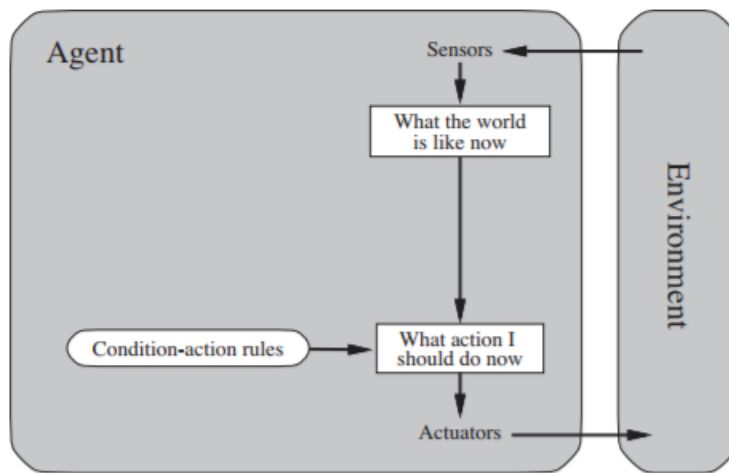 Agent
Sensors
What the world
is like now
Environment
Condition-action rules
What action I
should do now
Actuators